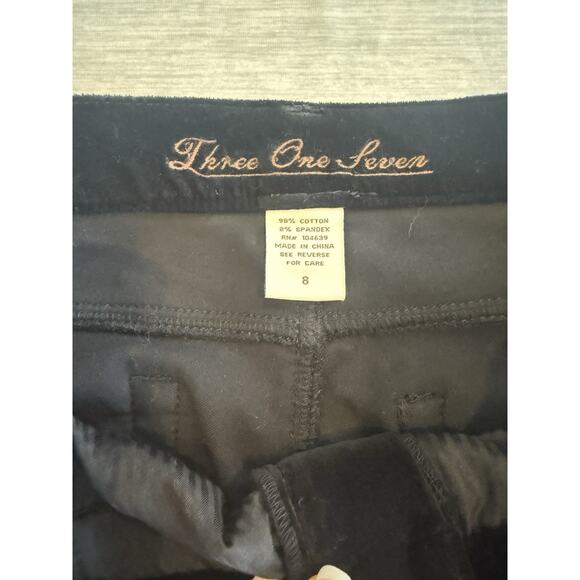 Three One Seven
98% COTTON
2% SPANDEX
RN# 104639
MADE IN CHINA
SEE REVERSE
FOR CARE
8